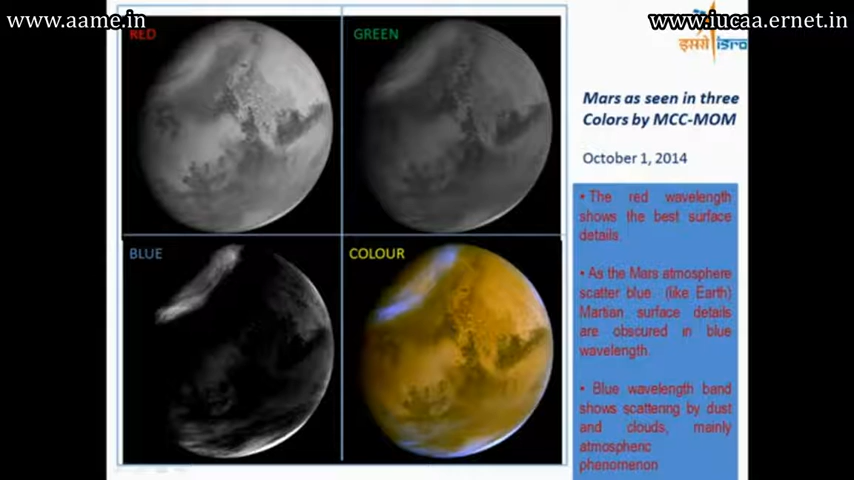 www.aame.in
www.iucaa.ernet.in
RED
GREEN
इसरो isro
Mars as seen in three
Colors by MCC-MOM
October 1, 2014
• The red wavelength
shows the best surface
details.
BLUE
COLOUR
• As the Mars atmosphere
scatter blue (like Earth)
Martian surface details
are obscured in blue
wavelength.
• Blue wavelength band
shows scattering by dust
and clouds, mainly
atmospheric
phenomenon